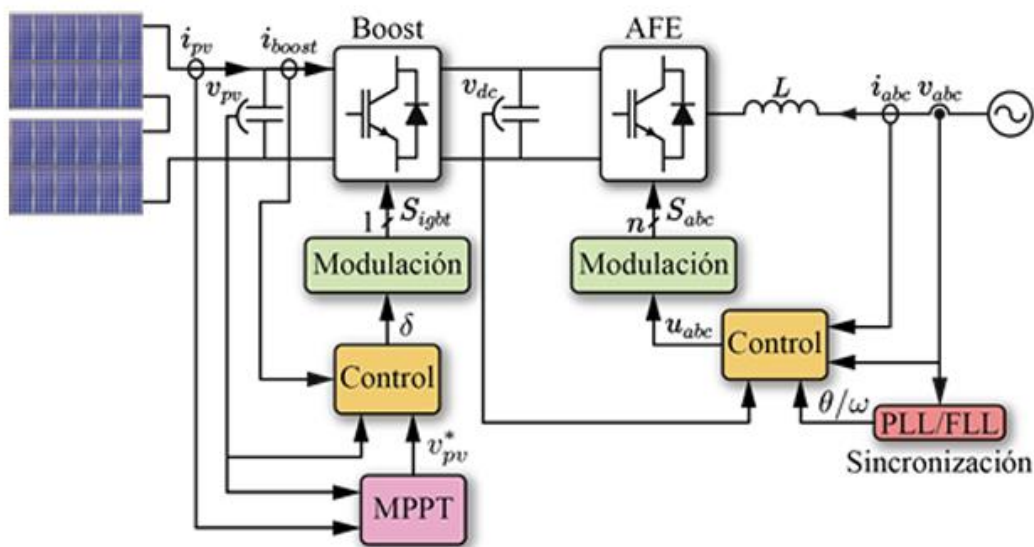 Boost
AFE
i_pv
i_boost
v_pv
v_dc
L
i_abc
v_abc
1
S_igbt
n
S_abc
Modulación
Modulación
δ
u_abc
Control
Control
θ/ω
PLL/FLL
Sincronización
v*_pv
MPPT